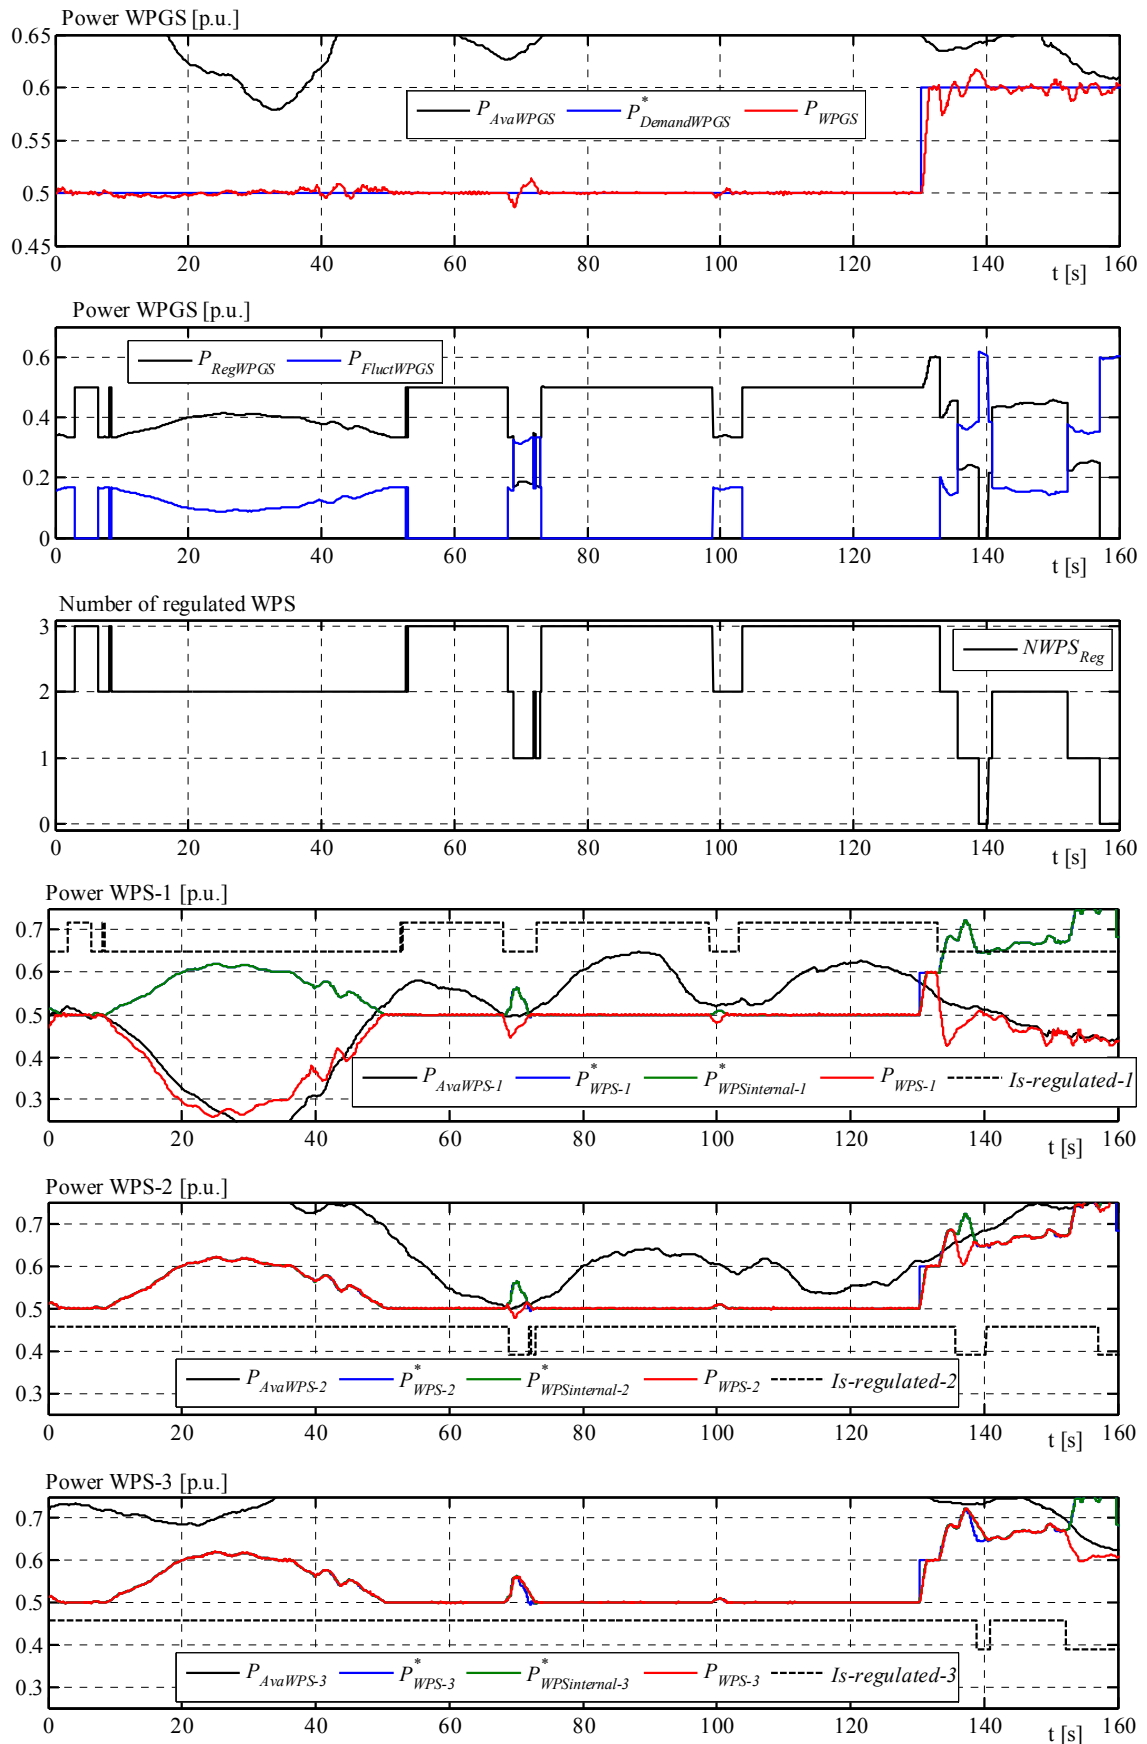 Power WPGS [p.u.]
0.65
0.6
0.55
0.5
0.45
P_AvaWPGS P*_DemandWPGS P_WPGS
0 20 40 60 80 100 120 140 160
t [s]
Power WPGS [p.u.]
P_RegWPGS P_FluctWPGS
0.6
0.4
0.2
0
0 20 40 60 80 100 120 140 160
t [s]
Number of regulated WPS
3
2
1
0
NWPS_Reg
0 20 40 60 80 100 120 140 160
t [s]
Power WPS-1 [p.u.]
0.7
0.6
0.5
0.4
0.3
P_AvaWPS-1 P*_WPS-1 P*_WPSinternal-1 P_WPS-1 Is-regulated-1
0 20 40 60 80 100 120 140 160
t [s]
Power WPS-2 [p.u.]
0.7
0.6
0.5
0.4
0.3
P_AvaWPS-2 P*_WPS-2 P*_WPSinternal-2 P_WPS-2 Is-regulated-2
0 20 40 60 80 100 120 140 160
t [s]
Power WPS-3 [p.u.]
0.7
0.6
0.5
0.4
0.3
P_AvaWPS-3 P*_WPS-3 P*_WPSinternal-3 P_WPS-3 Is-regulated-3
0 20 40 60 80 100 120 140 160
t [s]